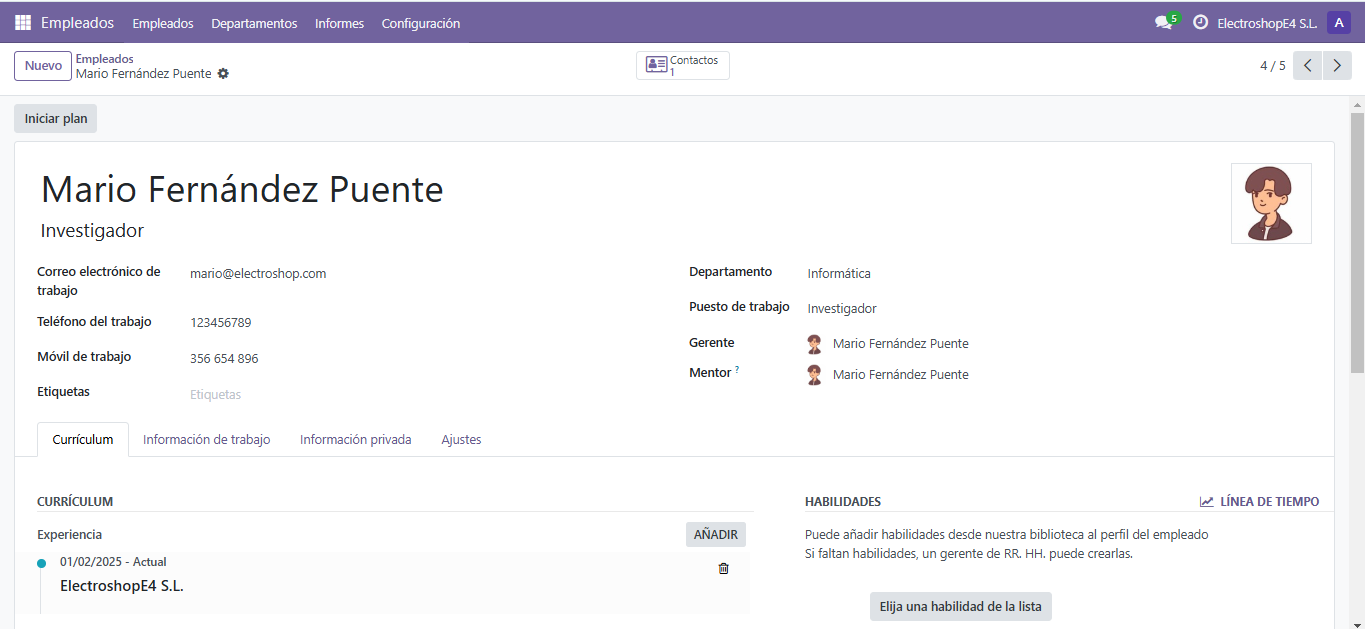 Empleados Empleados Departamentos Informes Configuración 5 ElectroshopE4 S.L. A
Nuevo
Empleados
Mario Fernández Puente
Contactos
1
4 / 5
Iniciar plan
Mario Fernández Puente
Investigador
Correo electrónico de trabajo
mario@electroshop.com
Teléfono del trabajo
123456789
Móvil de trabajo
356 654 896
Etiquetas
Etiquetas
Departamento
Informática
Puesto de trabajo
Investigador
Gerente
Mario Fernández Puente
Mentor ?
Mario Fernández Puente
Currículum Información de trabajo Información privada Ajustes
CURRÍCULUM
Experiencia
AÑADIR
01/02/2025 - Actual
ElectroshopE4 S.L.
HABILIDADES
LÍNEA DE TIEMPO
Puede añadir habilidades desde nuestra biblioteca al perfil del empleado
Si faltan habilidades, un gerente de RR. HH. puede crearlas.
Elija una habilidad de la lista